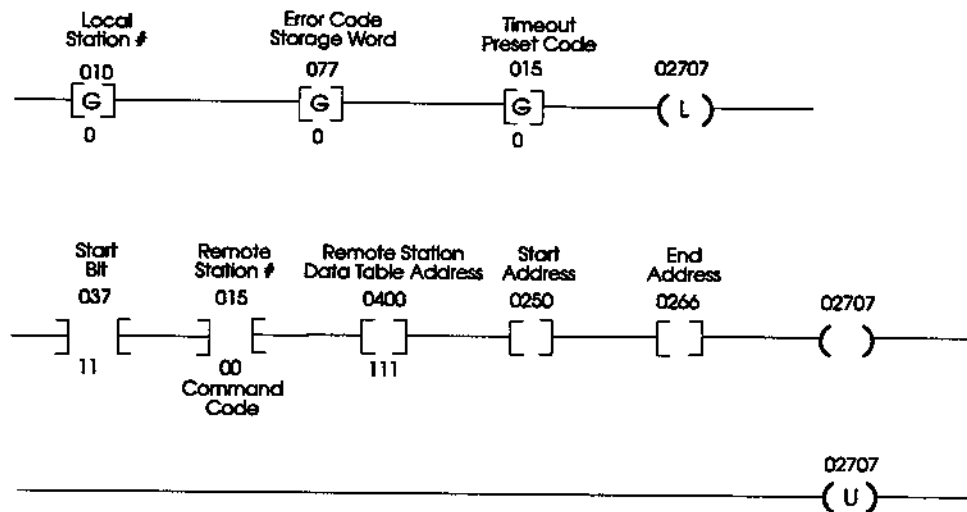 Local
Station #
Error Code
Storage Word
Timeout
Preset Code
010
077
015
02707
G
G
G
L
0
0
0
Start
Bit
Remote
Station #
Remote Station
Data Table Address
Start
Address
End
Address
037
015
0400
0250
0266
02707
11
00
111
Command
Code
02707
U